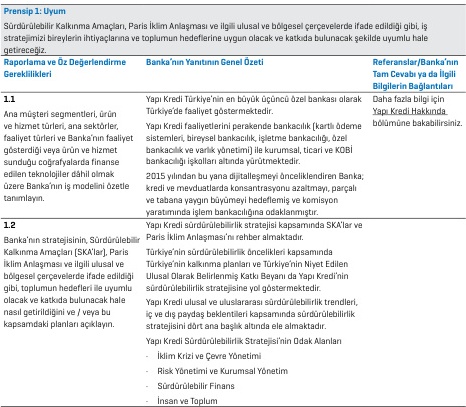 Prensip 1: Uyum
Sürdürülebilir Kalkınma Amaçları, Paris İklim Anlaşması ve ilgili ulusal ve bölgesel çerçevelerde ifade edildiği gibi, iş
stratejimizi bireylerin ihtiyaçlarına ve toplumun hedeflerine uygun olacak ve katkıda bulunacak şekilde uyumlu hale
getireceğiz.
Raporlama ve Öz Değerlendirme
Gereklilikleri
Banka'nın Yanıtının Genel Özeti
Referanslar/Banka'nın
Tam Cevabı ya da İlgili
Bilgilerin Bağlantıları
1.1
Ana müşteri segmentleri, ürün
ve hizmet türleri, ana sektörler,
faaliyet türleri ve Banka'nın faaliyet
gösterdiği veya ürün ve hizmet
sunduğu coğrafyalarda finanse
edilen teknolojiler dâhil olmak
üzere Banka'nın iş modelini özetle
tanımlayın.
Yapı Kredi Türkiye'nin en büyük üçüncü özel bankası olarak
Türkiye'de faaliyet göstermektedir.
Yapı Kredi faaliyetlerini perakende bankacılık (kartlı ödeme
sistemleri, bireysel bankacılık, işletme bankacılığı, özel
bankacılık ve varlık yönetimi) ile kurumsal, ticari ve KOBİ
bankacılığı işkolları altında yürütmektedir.
2015 yılından bu yana dijitalleşmeyi önceliklendiren Banka;
kredi ve mevduatlarda konsantrasyonu azaltmayı, parçalı
ve tabana yaygın büyümeyi hedeflemiş ve komisyon
yaratımında işlem bankacılığına odaklanmıştır.
Daha fazla bilgi için
Yapı Kredi Hakkında
bölümüne bakabilirsiniz.
1.2
Banka'nın stratejisinin, Sürdürülebilir
Kalkınma Amaçları (SKA'lar), Paris
İklim Anlaşması ve ilgili ulusal ve
bölgesel çerçevelerde ifade edildiği
gibi, toplumun hedefleri ile uyumlu
olacak ve katkıda bulunacak hale
nasıl getirildiğini ve / veya bu
kapsamdaki planları açıklayın.
Yapı Kredi sürdürülebilirlik stratejisi kapsamında SKA'lar ve
Paris İklim Anlaşması'nı rehber almaktadır.
Türkiye'nin sürdürülebilirlik öncelikleri kapsamında
Türkiye'nin kalkınma planları ve Türkiye'nin Niyet Edilen
Ulusal Olarak Belirlenmiş Katkı Beyanı da Yapı Kredi'nin
sürdürülebilirlik stratejisine yol göstermektedir.
Yapı Kredi ulusal ve uluslararası sürdürülebilirlik trendleri,
iç ve dış paydaş beklentileri kapsamında sürdürülebilirlik
stratejisini dört ana başlık altında ele almaktadır.
Yapı Kredi Sürdürülebilirlik Stratejisi'nin Odak Alanları
· İklim Krizi ve Çevre Yönetimi
· Risk Yönetimi ve Kurumsal Yönetim
· Sürdürülebilir Finans
· İnsan ve Toplum